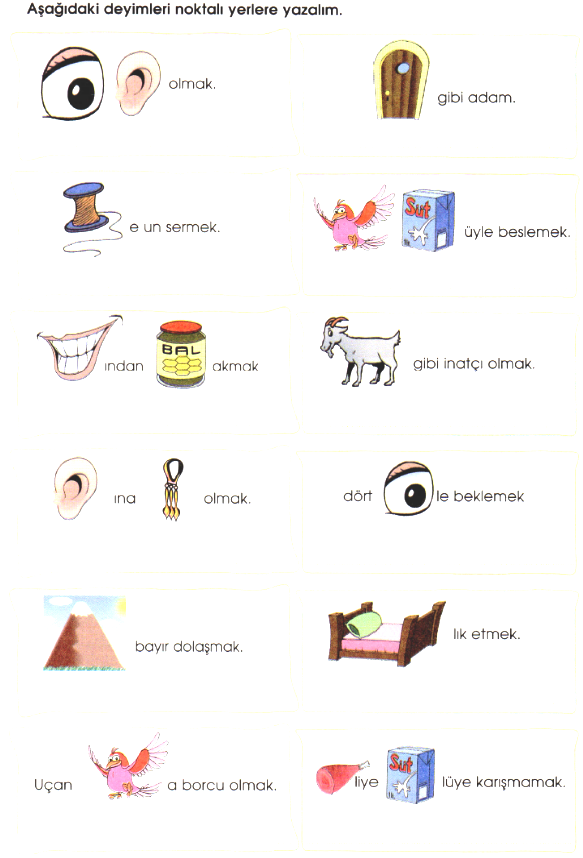 Aşağıdaki deyimleri noktalı yerlere yazalım.
olmak.
gibi adam.
e un sermek.
Süt
üyle beslemek.
ından
BAL
akmak
gibi inatçı olmak.
ına
olmak.
dört
le beklemek
bayır dolaşmak.
lık etmek.
Uçan
a borcu olmak.
liye
Süt
lüye karışmamak.